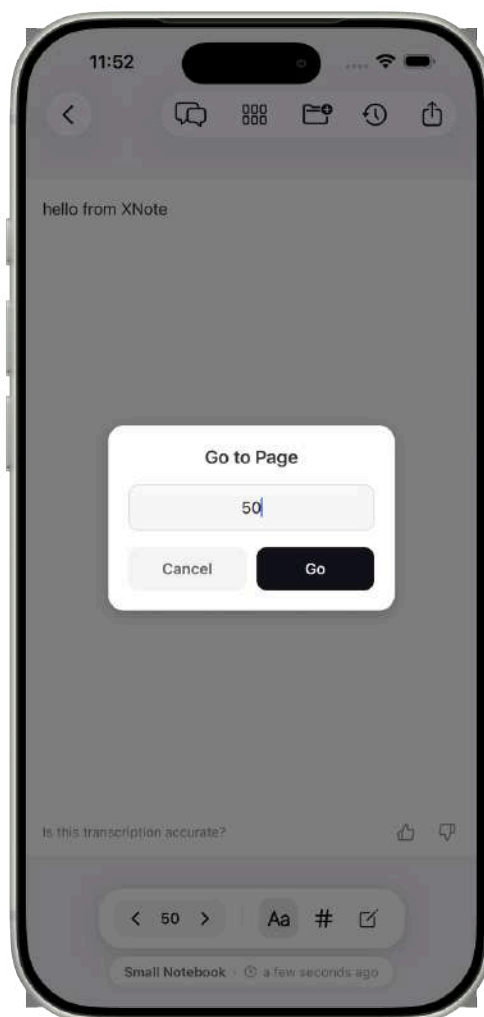 11:52
hello from XNote
Go to Page
50
Cancel
Go
Is this transcription accurate?
50
Aa
#
Small Notebook
a few seconds ago